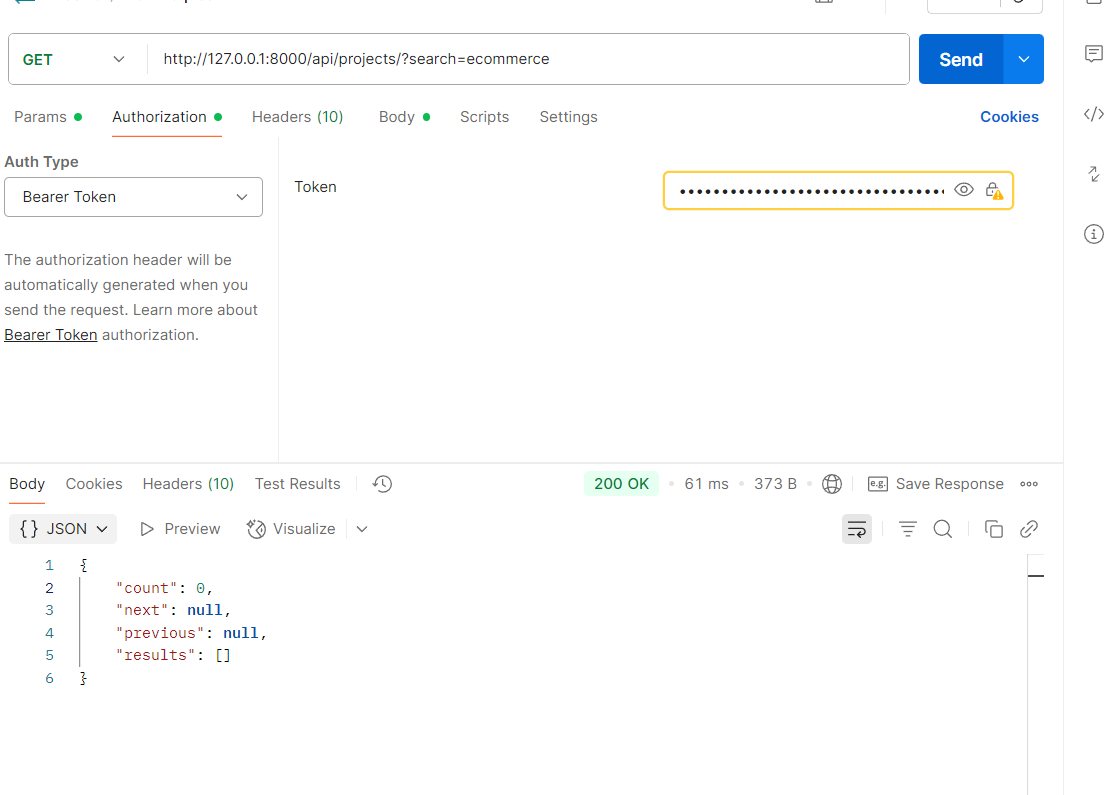 GET http://127.0.0.1:8000/api/projects/?search=ecommerce Send
Params Authorization Headers (10) Body Scripts Settings Cookies
Auth Type
Bearer Token
Token ••••••••••••••••••••••••••••••••
The authorization header will be
automatically generated when you
send the request. Learn more about
Bearer Token authorization.
Body Cookies Headers (10) Test Results 200 OK • 61 ms • 373 B • e.g. Save Response
{} JSON Preview Visualize
1 {
2 "count": 0,
3 "next": null,
4 "previous": null,
5 "results": []
6 }